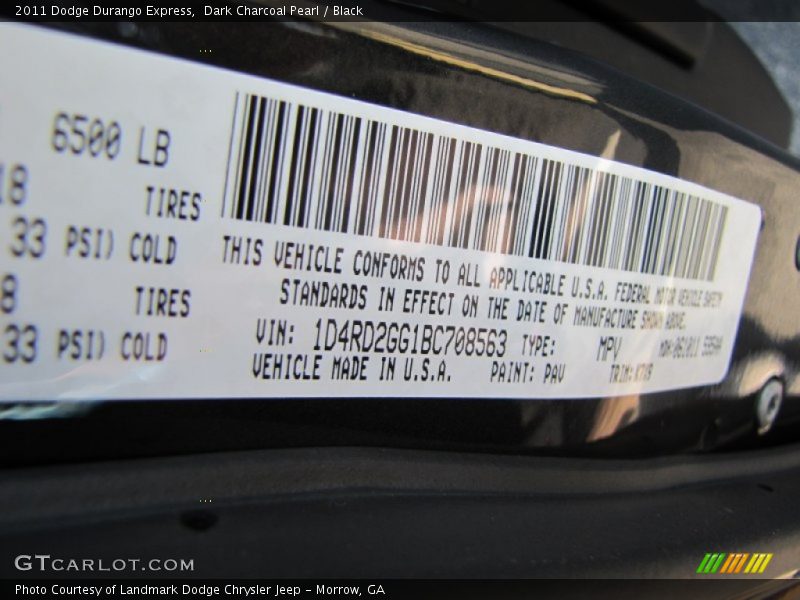 2011 Dodge Durango Express, Dark Charcoal Pearl / Black
6500 LB
18 TIRES
33 PSI) COLD
8 TIRES
33 PSI) COLD
THIS VEHICLE CONFORMS TO ALL APPLICABLE U.S.A. FEDERAL MOTOR VEHICLE SAFETY
STANDARDS IN EFFECT ON THE DATE OF MANUFACTURE SHOWN ABOVE.
VIN: 1D4RD2GG1BC708563 TYPE: MPV
VEHICLE MADE IN U.S.A. PAINT: PAU TRIM:
GTCARLOT.COM
Photo Courtesy of Landmark Dodge Chrysler Jeep – Morrow, GA